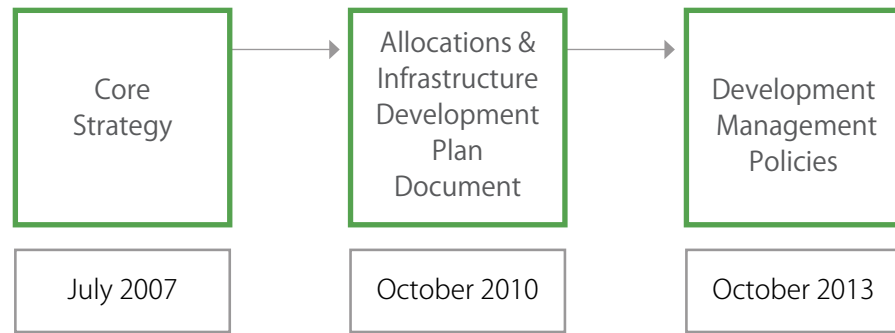 Core
Strategy
Allocations &
Infrastructure
Development
Plan
Document
Development
Management
Policies
July 2007
October 2010
October 2013